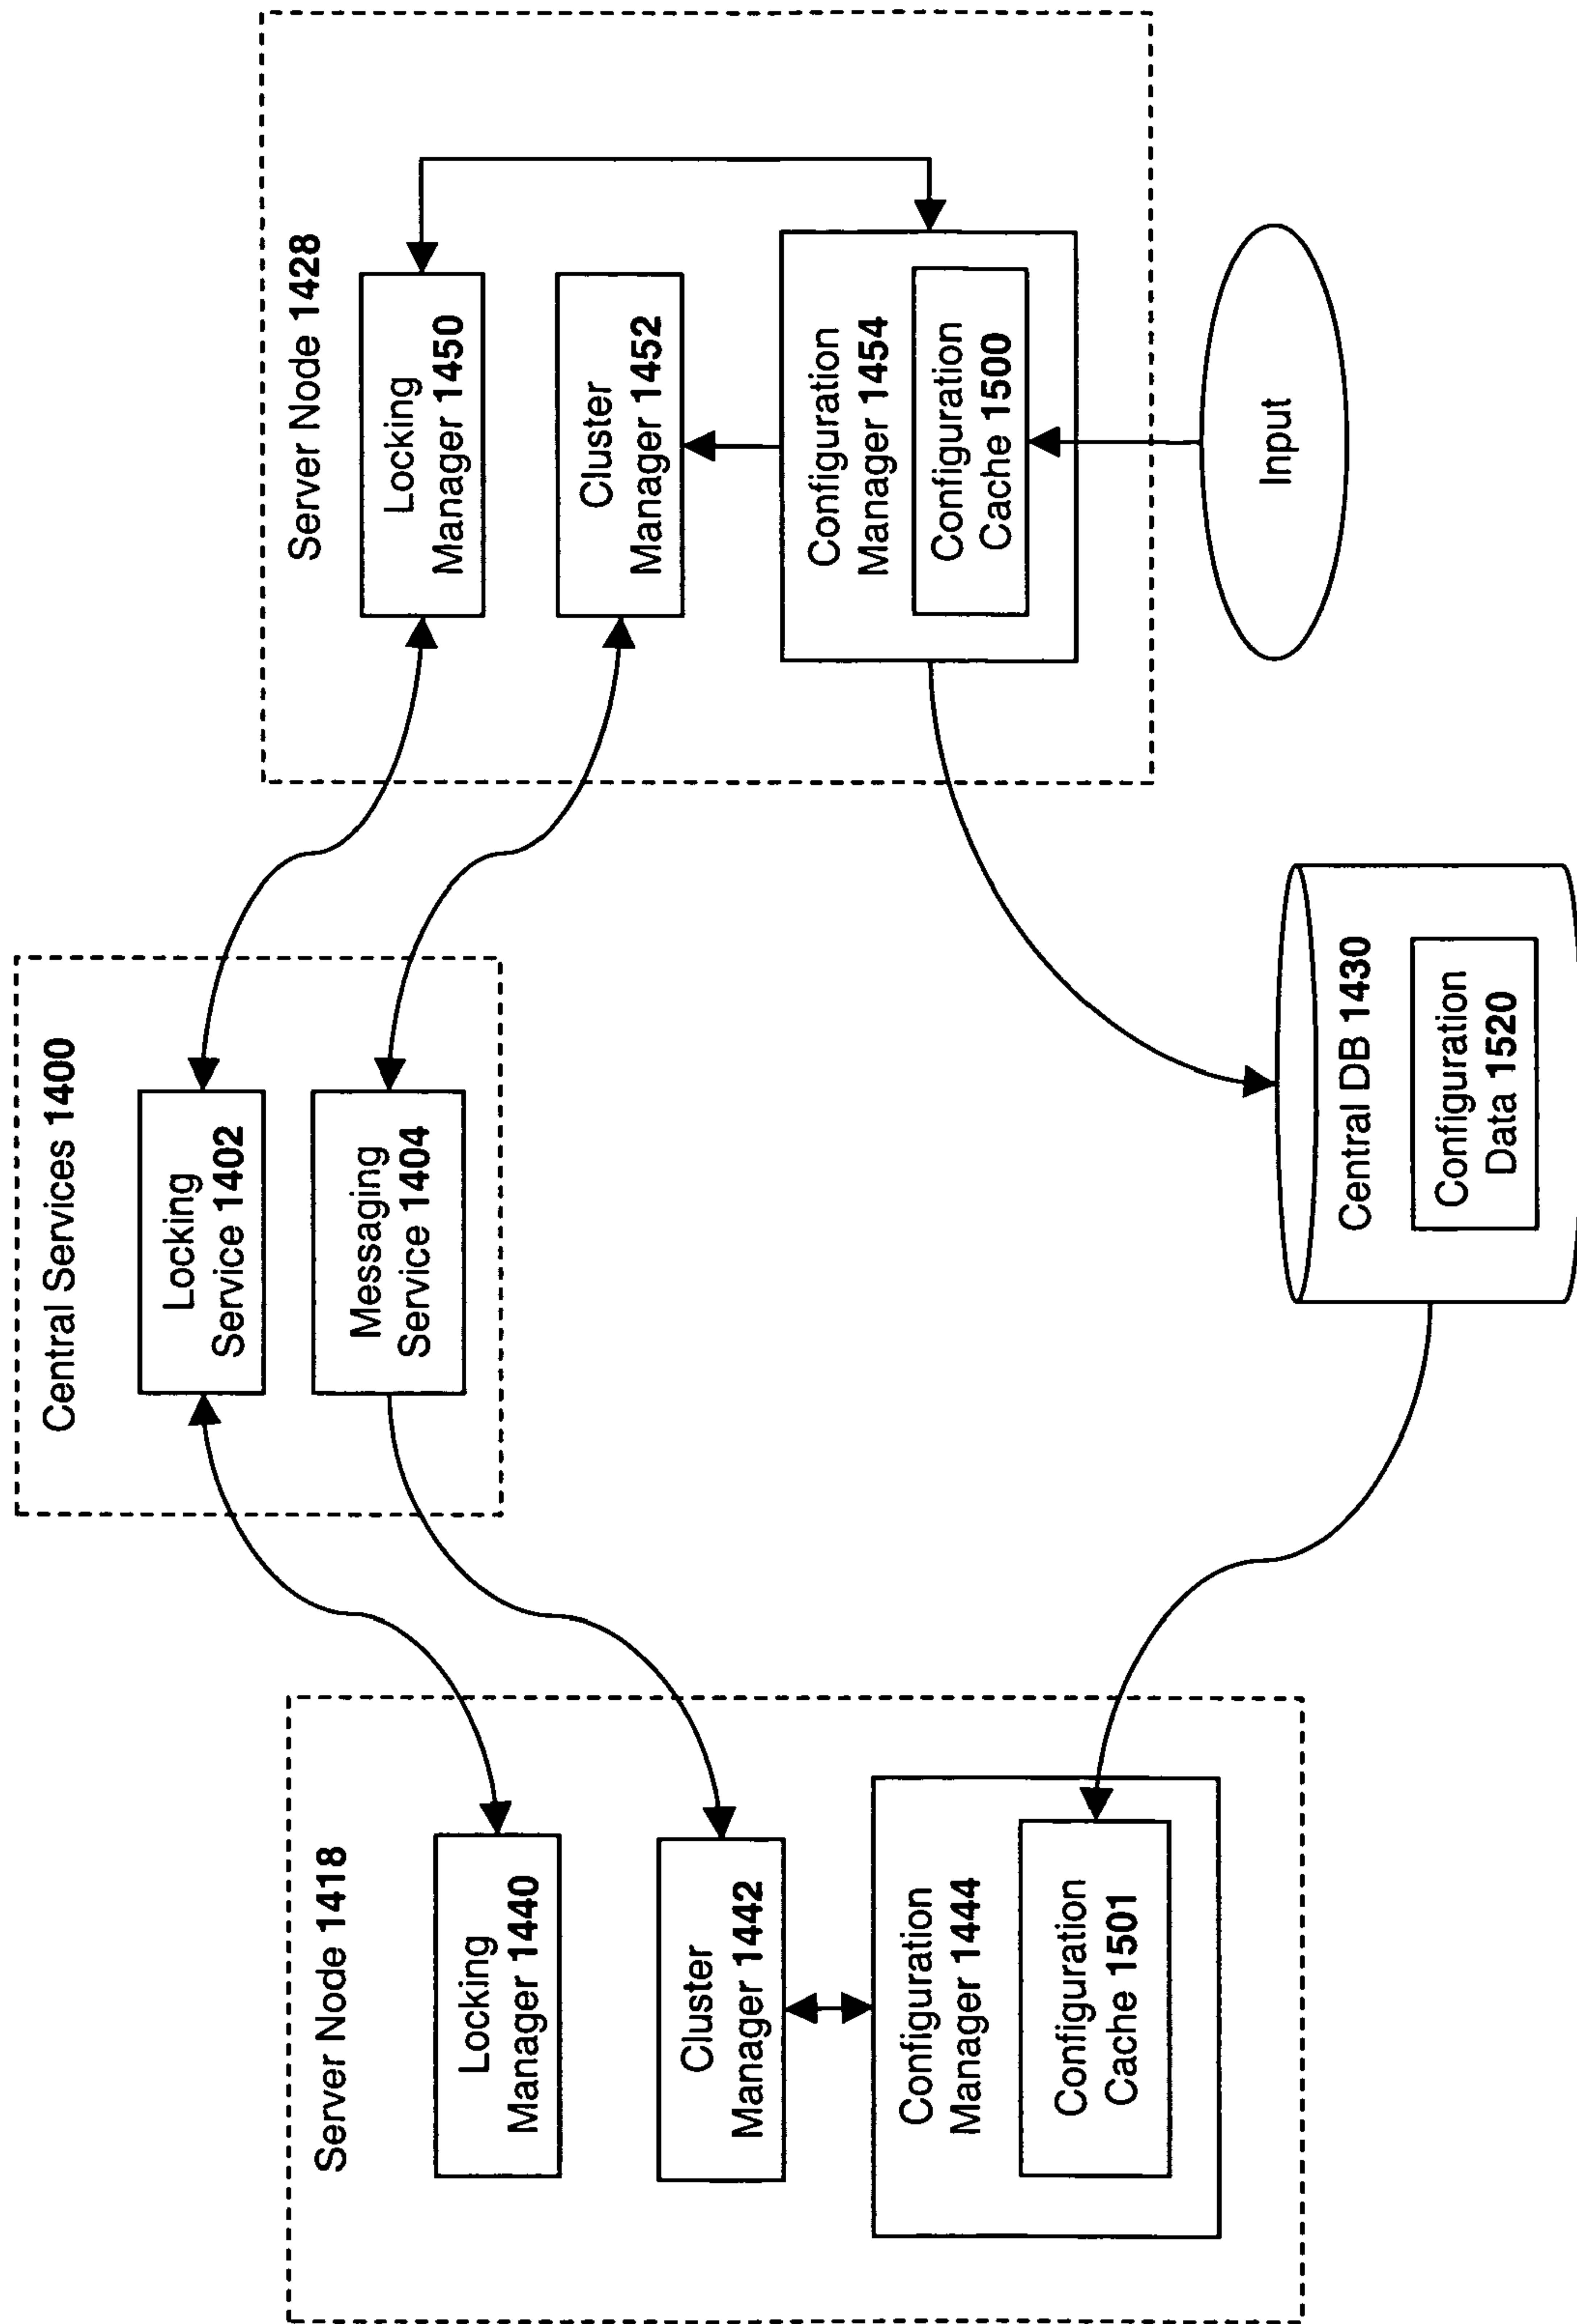 Central Services 1400
Locking
Service 1402
Messaging
Service 1404
Server Node 1418
Locking
Manager 1440
Cluster
Manager 1442
Configuration
Manager 1444
Configuration
Cache 1501
Server Node 1428
Locking
Manager 1450
Cluster
Manager 1452
Configuration
Manager 1454
Configuration
Cache 1500
Central DB 1430
Configuration
Data 1520
Input